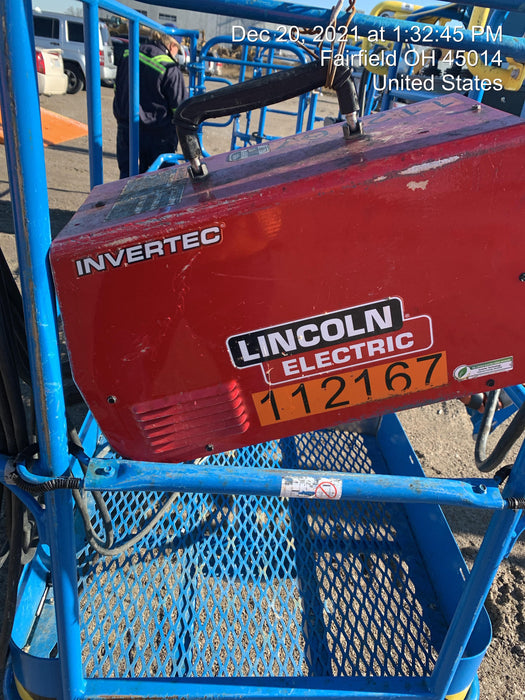 Dec 20, 2021 at 1:32:45 PM
Fairfield OH 45014
United States
INVERTEC
LINCOLN
ELECTRIC
112167